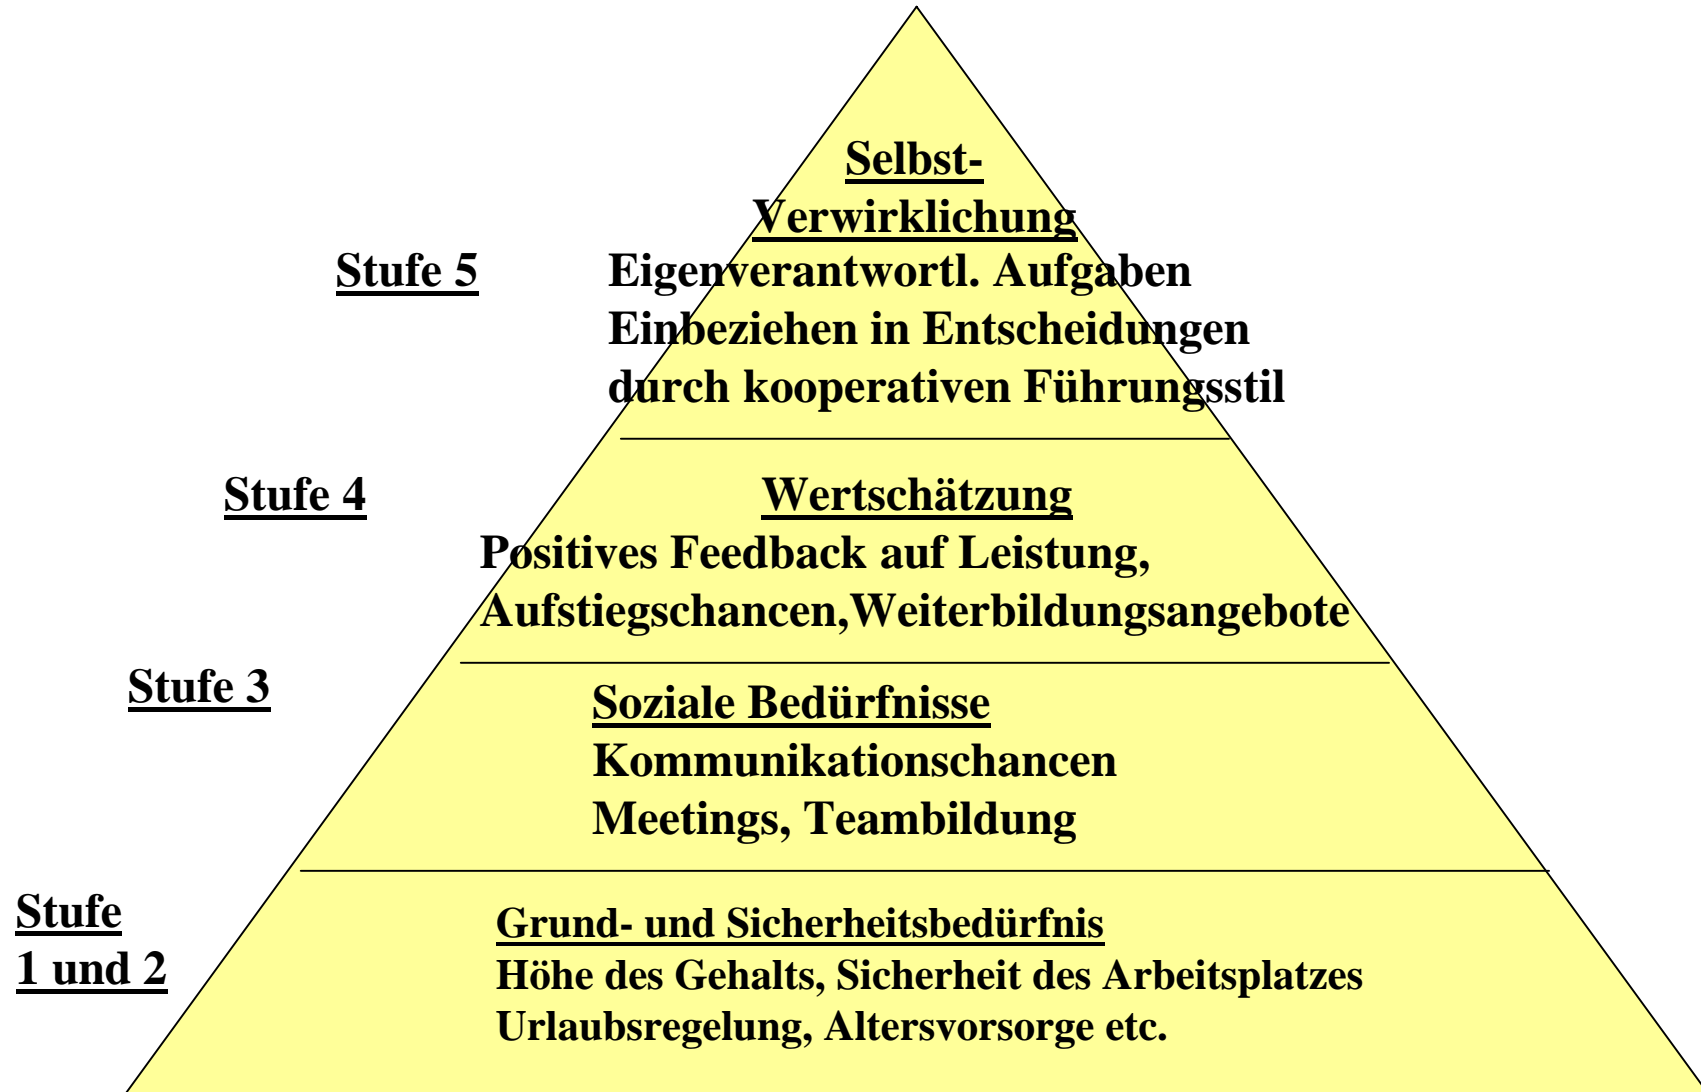 Selbst-
Verwirklichung
Stufe 5
Eigenverantwortl. Aufgaben
Einbeziehen in Entscheidungen
durch kooperativen Führungsstil
Stufe 4
Wertschätzung
Positives Feedback auf Leistung,
Aufstiegschancen,Weiterbildungsangebote
Stufe 3
Soziale Bedürfnisse
Kommunikationschancen
Meetings, Teambildung
Stufe
1 und 2
Grund- und Sicherheitsbedürfnis
Höhe des Gehalts, Sicherheit des Arbeitsplatzes
Urlaubsregelung, Altersvorsorge etc.